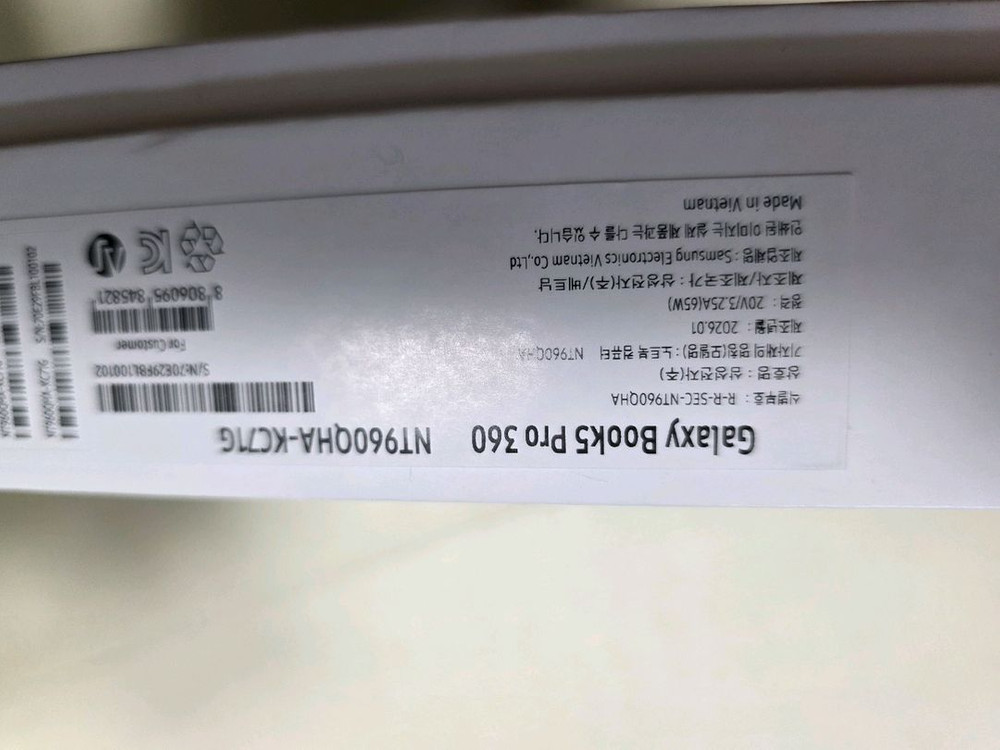 Galaxy Book5 Pro 360 NT960QHA-KC71G
식별부호 : R-R-SEC-NT960QHA
상호명 : 삼성전자(주)
기자재의 명칭(모델명) : 노트북 컴퓨터 NT960QHA
제조년월 : 2026.01
정격 : 20V/3.25A(65W)
제조자/제조국가 : 삼성전자(주)/베트남
제조업체명 : Samsung Electronics Vietnam Co.,Ltd
인쇄된 이미지는 실제 제품과는 다를 수 있습니다.
Made in Vietnam
S/N:70E29FBL100102
For Customer
8 806095 845821
NT960QHA-KC71G